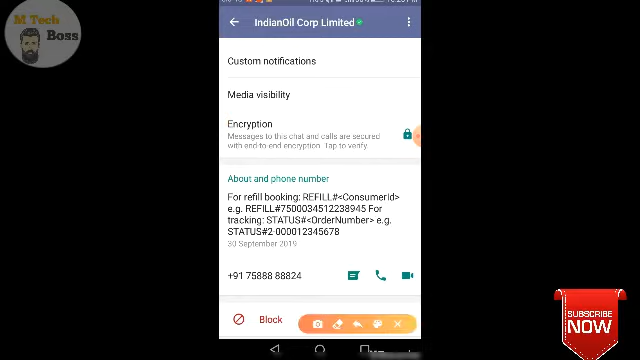 M Tech
Boss
IndianOil Corp Limited
Custom notifications
Media visibility
Encryption
Messages to this chat and calls are secured
with end-to-end encryption. Tap to verify.
About and phone number
For refill booking: REFILL#<ConsumerId>
e.g. REFILL#7500034512238945 For
tracking: STATUS#<OrderNumber> e.g.
STATUS#2-000012345678
30 September 2019
+91 75888 88824
Block
SUBSCRIBE
NOW